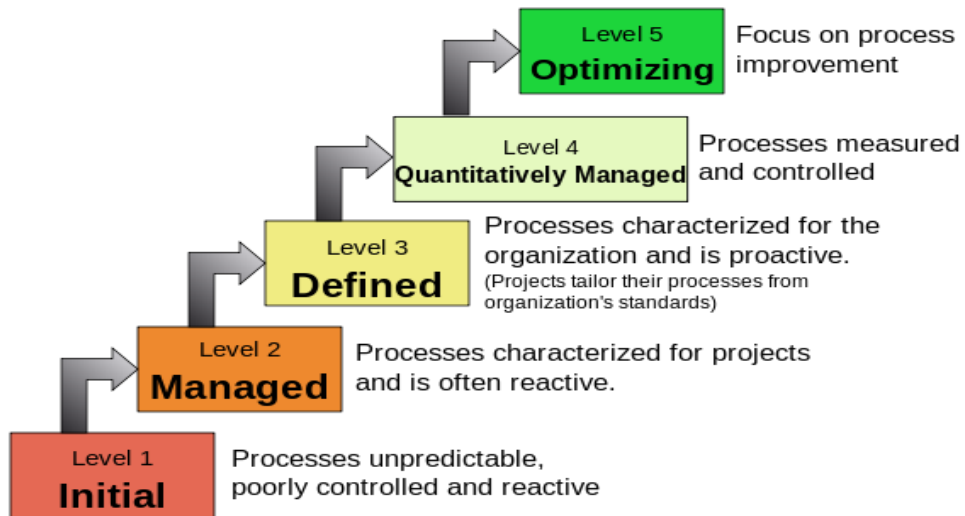 Level 5
Optimizing
Focus on process
improvement
Level 4
Quantitatively Managed
Processes measured
and controlled
Level 3
Defined
Processes characterized for the
organization and is proactive.
(Projects tailor their processes from
organization's standards)
Level 2
Managed
Processes characterized for projects
and is often reactive.
Level 1
Initial
Processes unpredictable,
poorly controlled and reactive